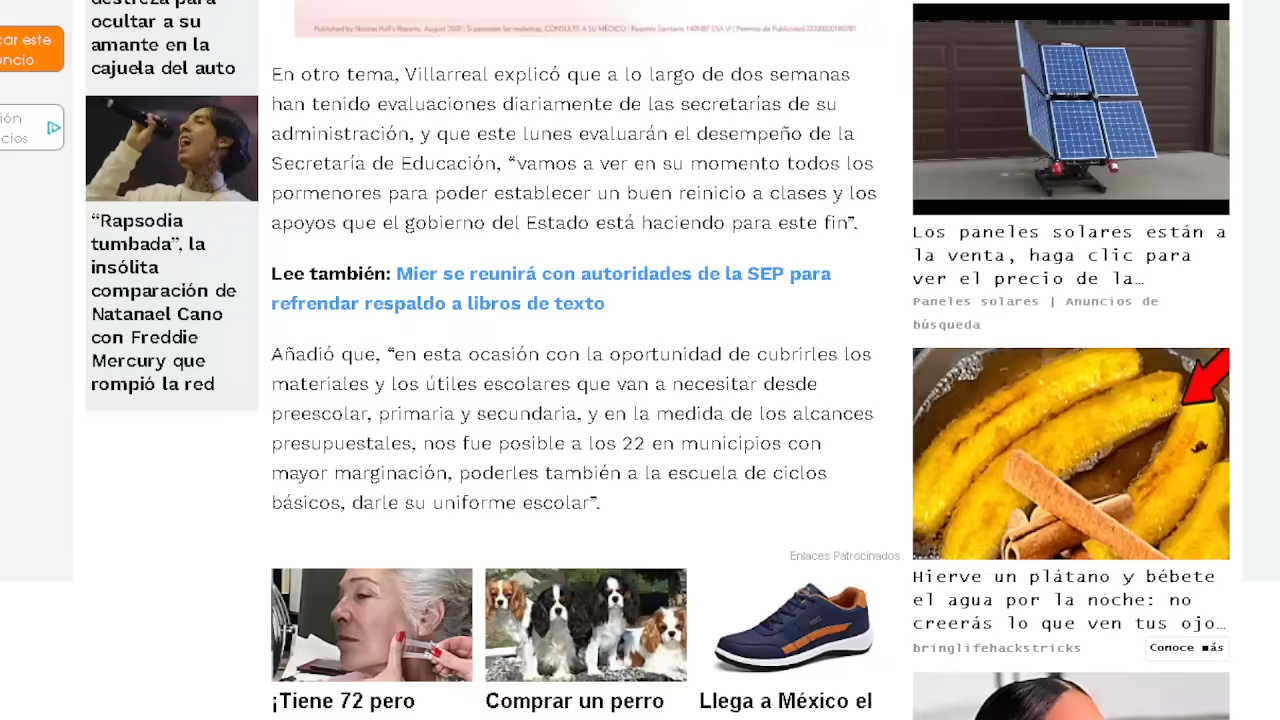 destreza para
ocultar a su
amante en la
cajuela del auto
“Rapsodia
tumbada”, la
insólita
comparación de
Natanael Cano
con Freddie
Mercury que
rompió la red
En otro tema, Villarreal explicó que a lo largo de dos semanas
han tenido evaluaciones diariamente de las secretarías de su
administración, y que este lunes evaluarán el desempeño de la
Secretaría de Educación, “vamos a ver en su momento todos los
pormenores para poder establecer un buen reinicio a clases y los
apoyos que el gobierno del Estado está haciendo para este fin”.
Lee también: Mier se reunirá con autoridades de la SEP para
refrendar respaldo a libros de texto
Añadió que, “en esta ocasión con la oportunidad de cubrirles los
materiales y los útiles escolares que van a necesitar desde
preescolar, primaria y secundaria, y en la medida de los alcances
presupuestales, nos fue posible a los 22 en municipios con
mayor marginación, poderles también a la escuela de ciclos
básicos, darle su uniforme escolar”.
Enlaces Patrocinados
¡Tiene 72 pero
Comprar un perro
Llega a México el
Los paneles solares están a
la venta, haga clic para
ver el precio de la…
Paneles solares | Anuncios de
búsqueda
Hierve un plátano y bébete
el agua por la noche: no
creerás lo que ven tus ojo…
bringlifehackstricks
Conoce más